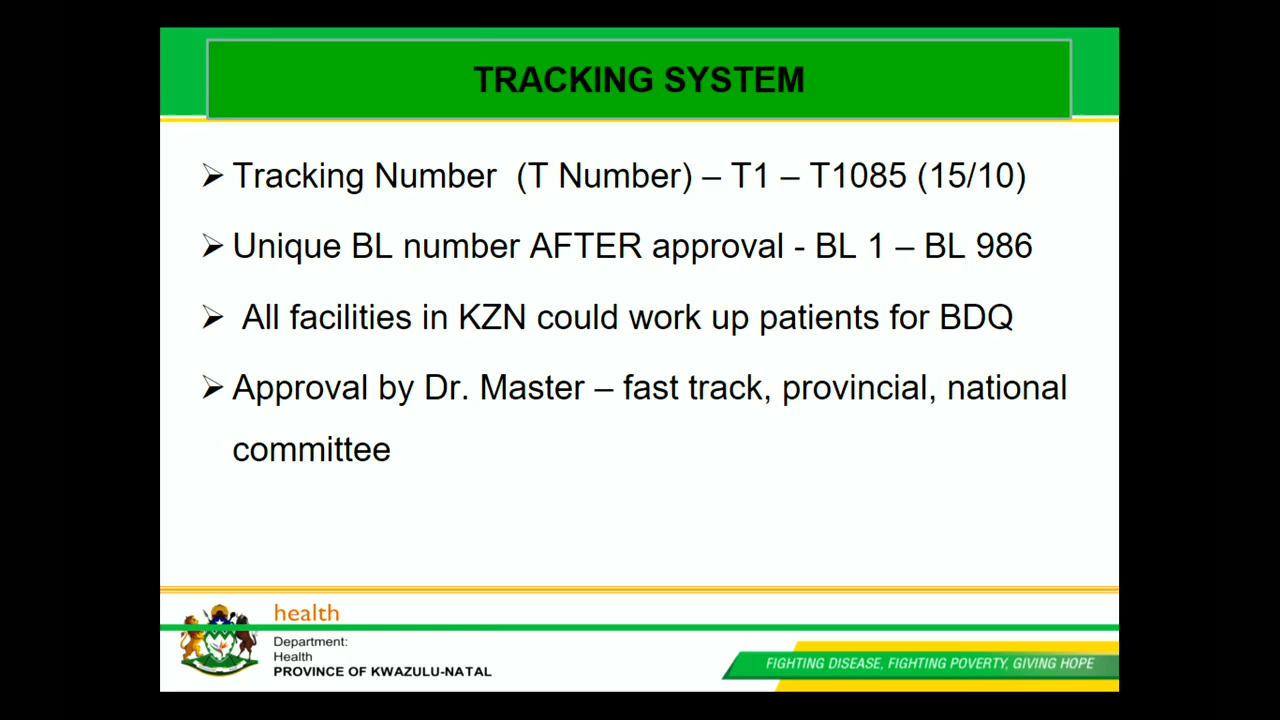 TRACKING SYSTEM
➢ Tracking Number (T Number) – T1 – T1085 (15/10)
➢ Unique BL number AFTER approval - BL 1 – BL 986
➢ All facilities in KZN could work up patients for BDQ
➢ Approval by Dr. Master – fast track, provincial, national
committee
health
Department:
Health
PROVINCE OF KWAZULU-NATAL
FIGHTING DISEASE, FIGHTING POVERTY, GIVING HOPE